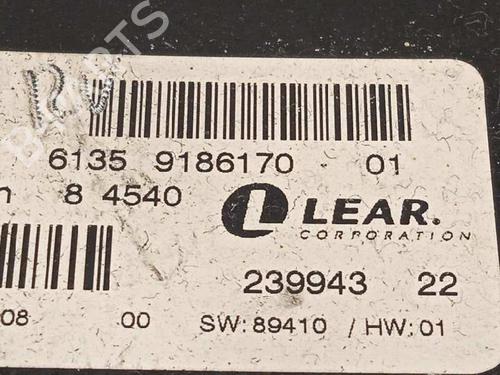 6135 9186170 - 01
n 8 4540
LEAR.
CORPORATION
239943 22
08 00 SW: 89410 / HW: 01